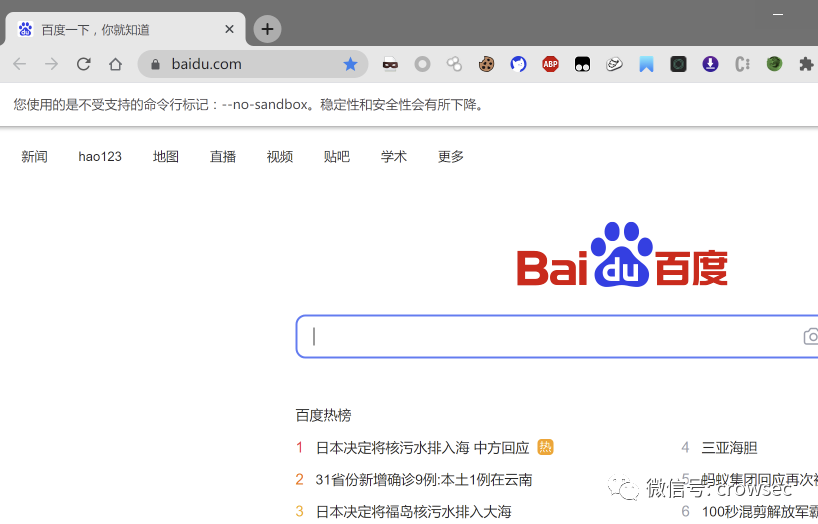 百度一下，你就知道
baidu.com
ABP
您使用的是不受支持的命令行标记：--no-sandbox。稳定性和安全性会有所下降。
新闻 hao123 地图 直播 视频 贴吧 学术 更多
Bai du 百度
百度热榜
1 日本决定将核污水排入海 中方回应 热
4 三亚海胆
2 31省份新增确诊9例:本土1例在云南
5 蚂蚁集团回应再次被
微信号: crowsec
3 日本决定将福岛核污水排入大海
6 100秒混剪解放军霸